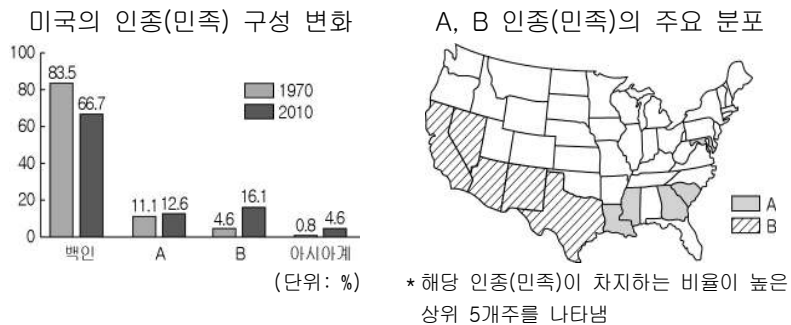 미국의 인종(민족) 구성 변화
100
80
60
40
20
0
83.5
66.7
11.1
12.6
4.6
16.1
0.8
4.6
1970
2010
백인
A
B
아시아계
(단위: %)
A, B 인종(민족)의 주요 분포
A
B
* 해당 인종(민족)이 차지하는 비율이 높은
상위 5개주를 나타냄